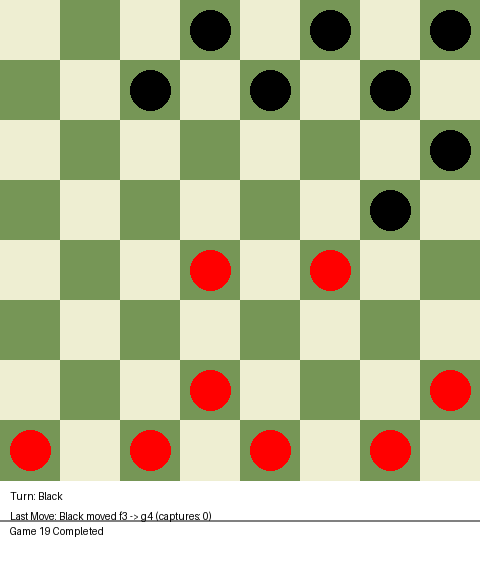 Turn: Black
Last Move: Black moved f3 -> g4 (captures: 0)
Game 19 Completed